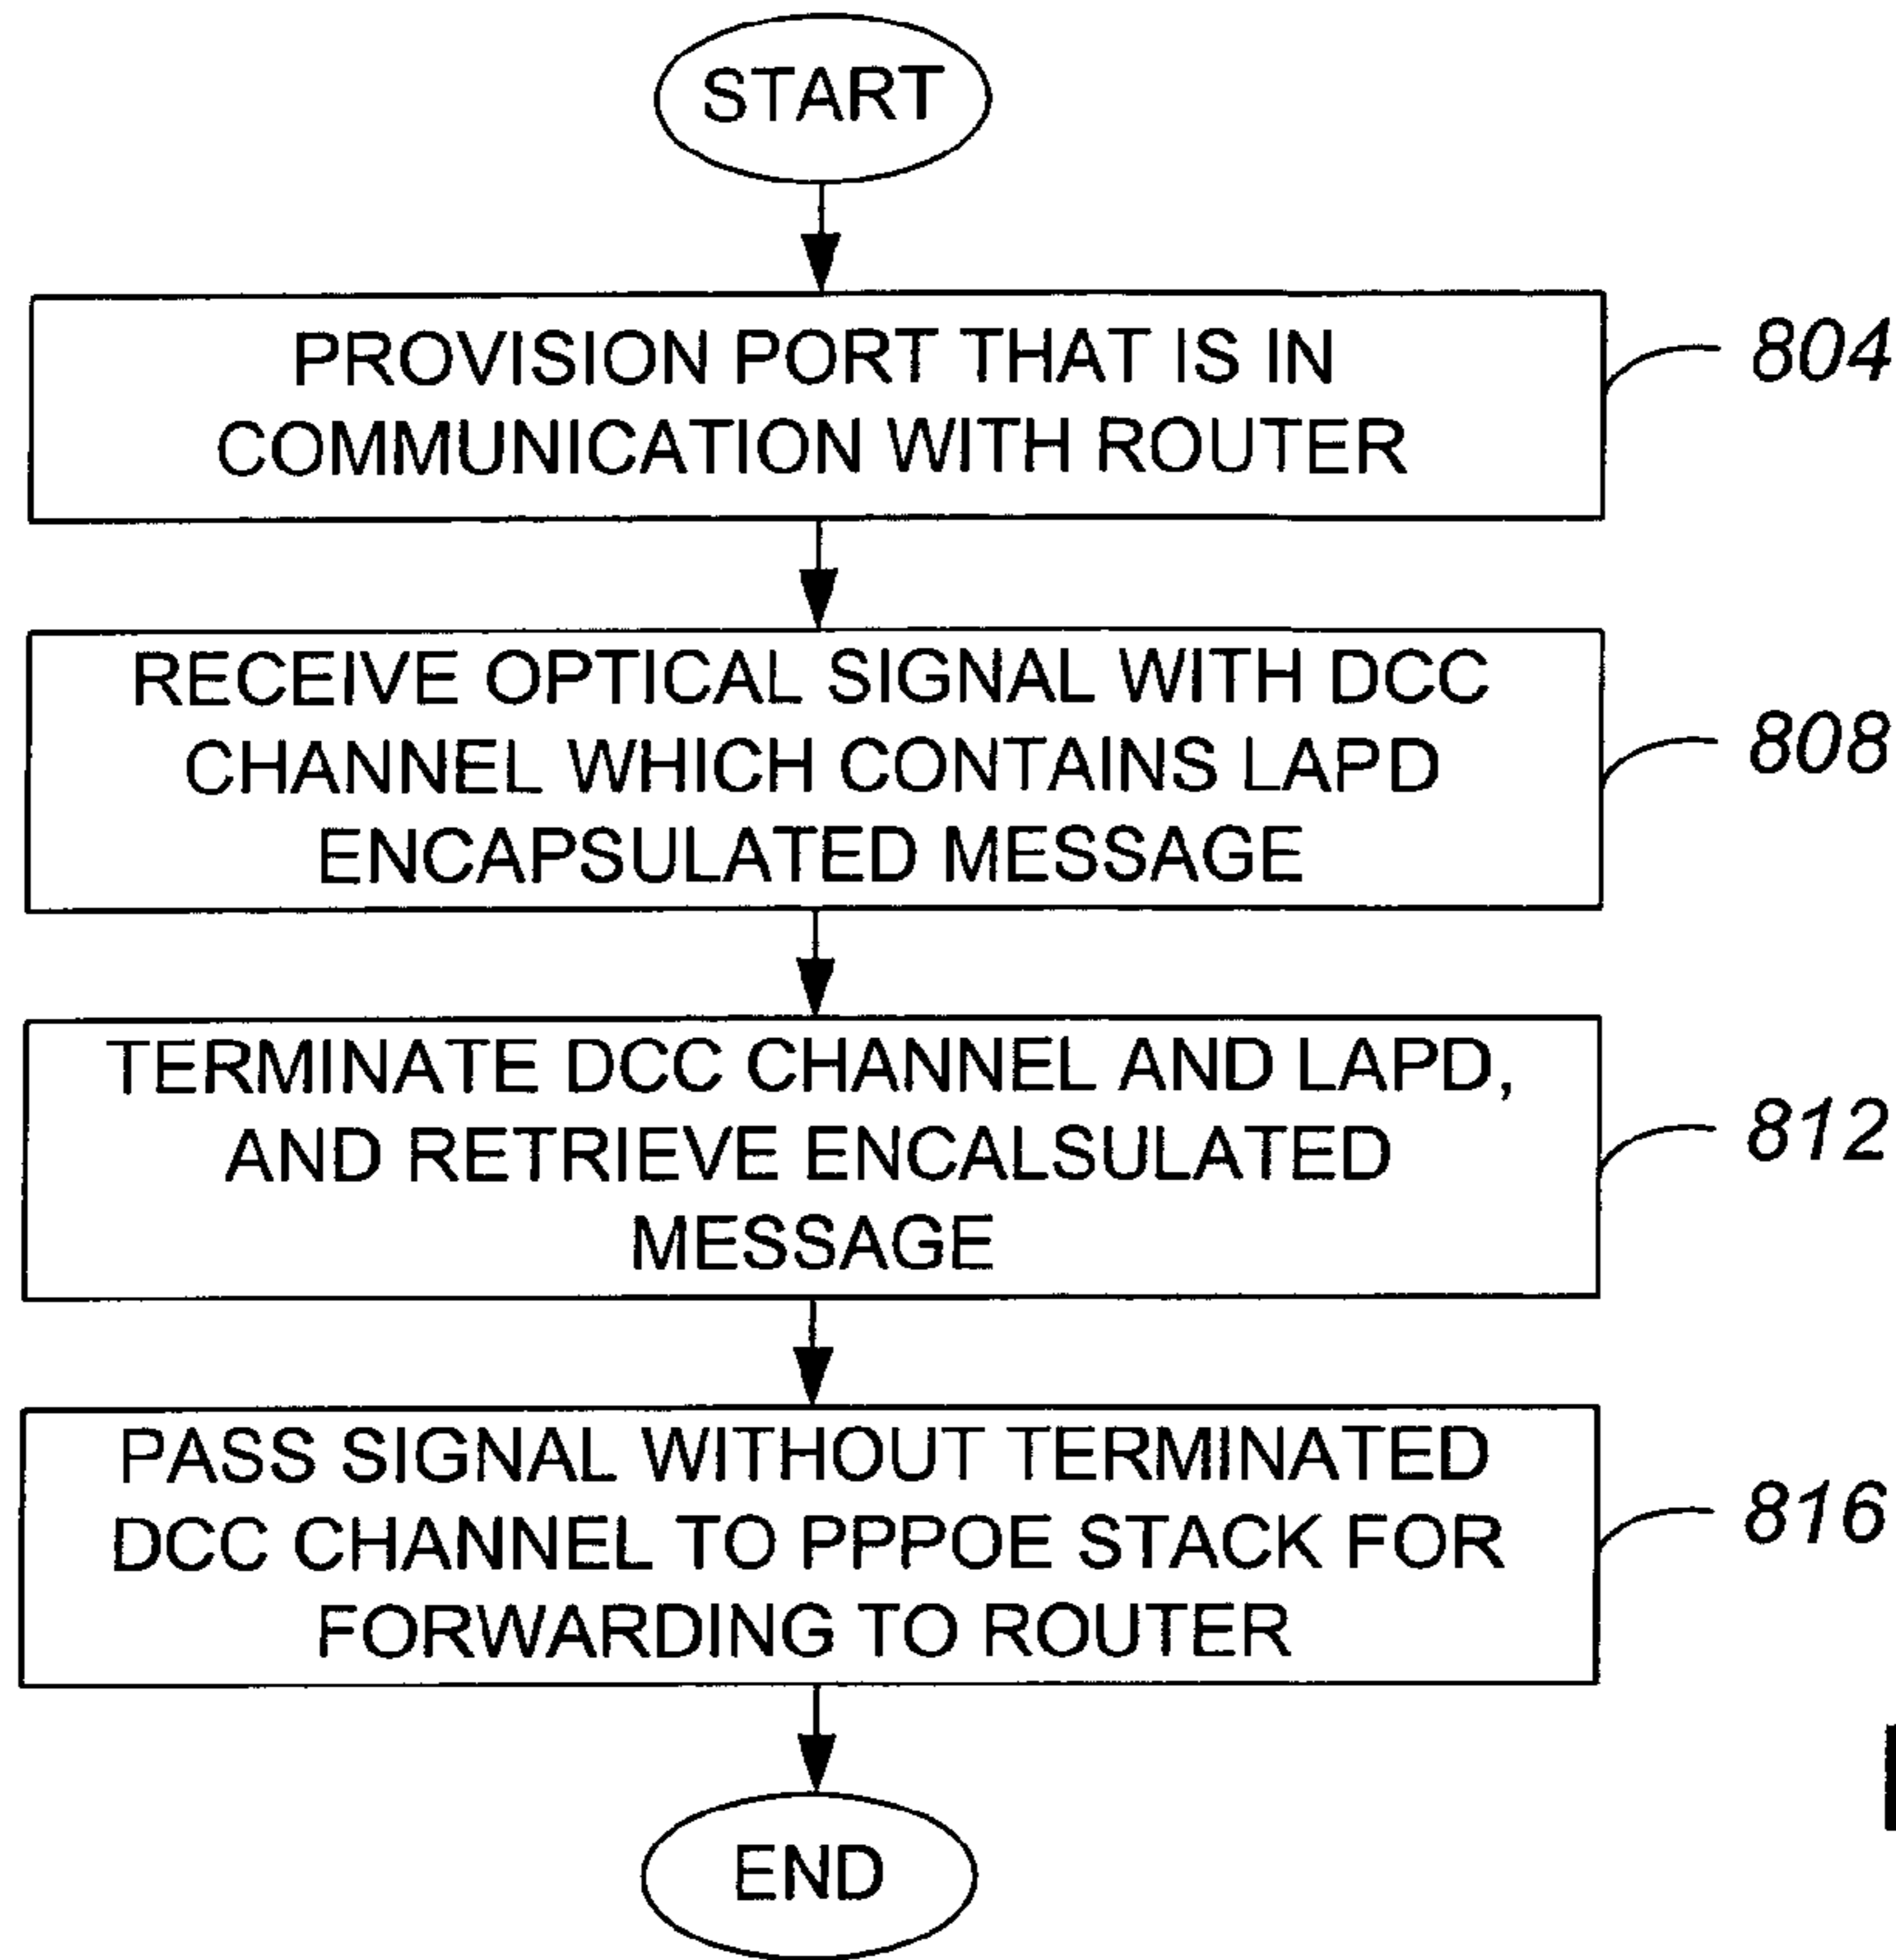 START
PROVISION PORT THAT IS IN
COMMUNICATION WITH ROUTER
804
RECEIVE OPTICAL SIGNAL WITH DCC
CHANNEL WHICH CONTAINS LAPD
ENCAPSULATED MESSAGE
808
TERMINATE DCC CHANNEL AND LAPD,
AND RETRIEVE ENCALSULATED
MESSAGE
812
PASS SIGNAL WITHOUT TERMINATED
DCC CHANNEL TO PPPOE STACK FOR
FORWARDING TO ROUTER
816
END